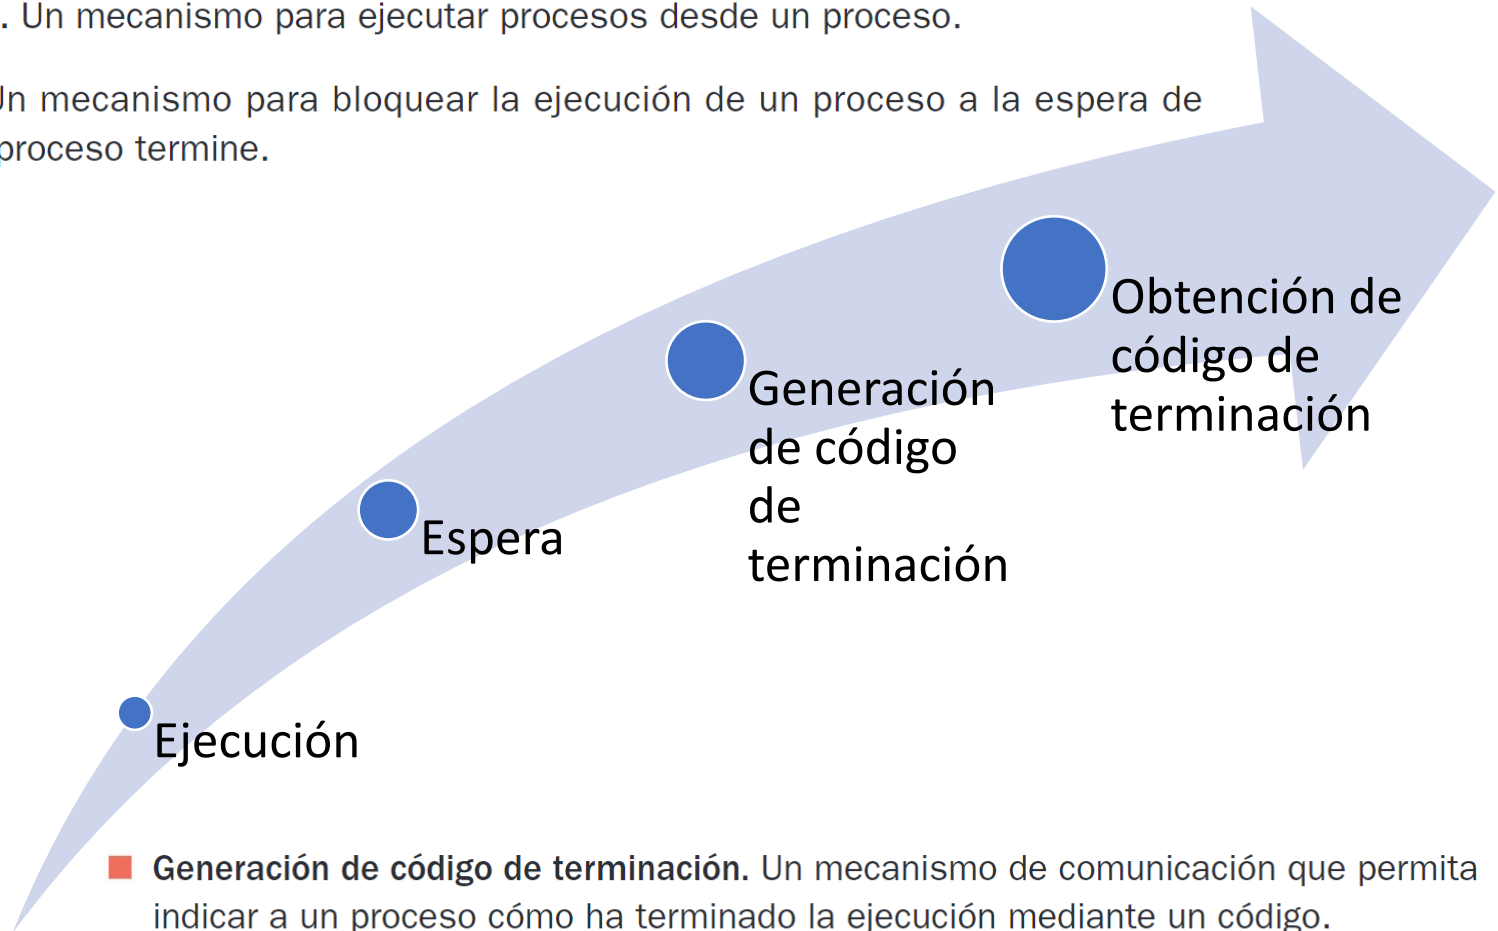 . Un mecanismo para ejecutar procesos desde un proceso.
Un mecanismo para bloquear la ejecución de un proceso a la espera de
proceso termine.
Obtención de
código de
terminación
Generación
de código
de
terminación
Espera
Ejecución
Generación de código de terminación. Un mecanismo de comunicación que permita
indicar a un proceso cómo ha terminado la ejecución mediante un código.